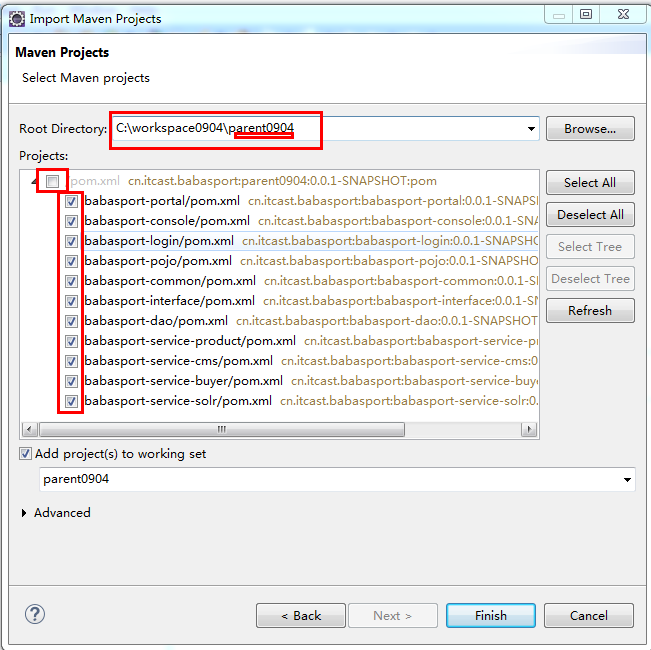 Import Maven Projects
Maven Projects
Select Maven projects
Root Directory: C:\workspace0904\parent0904 Browse...
Projects:
pom.xml cn.itcast.babasport:parent0904:0.0.1-SNAPSHOT:pom
babasport-portal/pom.xml cn.itcast.babasport:babasport-portal:0.0.1-SNA
babasport-console/pom.xml cn.itcast.babasport:babasport-console:0.0.1-S
babasport-login/pom.xml cn.itcast.babasport:babasport-login:0.0.1-SNAPSHO
babasport-pojo/pom.xml cn.itcast.babasport:babasport-pojo:0.0.1-SNAPSHO
babasport-common/pom.xml cn.itcast.babasport:babasport-common:0.0.1-
babasport-interface/pom.xml cn.itcast.babasport:babasport-interface:0.0.1
babasport-dao/pom.xml cn.itcast.babasport:babasport-dao:0.0.1-SNAPSHOT
babasport-service-product/pom.xml cn.itcast.babasport:babasport-service-p
babasport-service-cms/pom.xml cn.itcast.babasport:babasport-service-cms:0
babasport-service-buyer/pom.xml cn.itcast.babasport:babasport-service-buy
babasport-service-solr/pom.xml cn.itcast.babasport:babasport-service-solr:0.
Select All
Deselect All
Select Tree
Deselect Tree
Refresh
Add project(s) to working set
parent0904
Advanced
? < Back Next > Finish Cancel